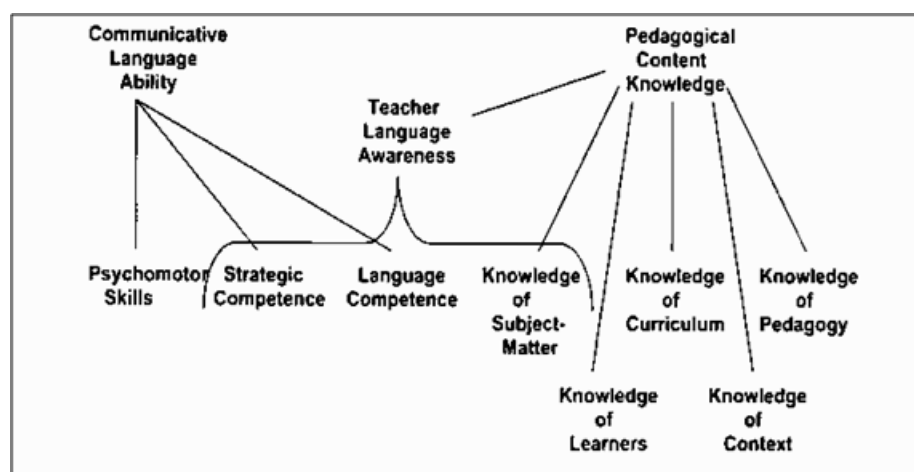 Communicative
Language
Ability
Pedagogical
Content
Knowledge
Teacher
Language
Awareness
Psychomotor
Skills
Strategic
Competence
Language
Competence
Knowledge
of
Subject-
Matter
Knowledge
of
Curriculum
Knowledge
of
Pedagogy
Knowledge
of
Learners
Knowledge
of
Context